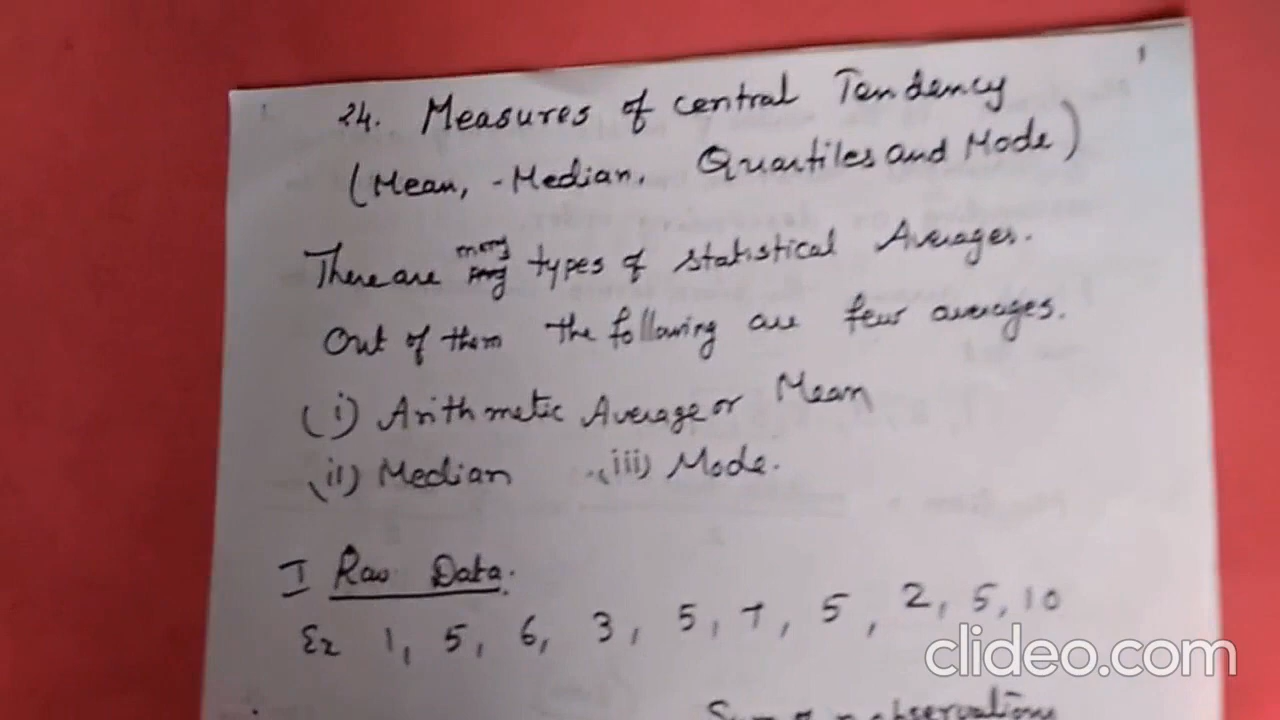 24. Measures of central Tendency
(Mean, -Median, Quartiles and Mode)
There are many types of statistical Averages.
Out of them the following are few averages.
(i) Arithmetic Average or Mean
(ii) Median (iii) Mode.
I Raw Data.
Ex 1, 5, 6, 3, 5, 7, 5, 2, 5, 10
clideo.com
observations